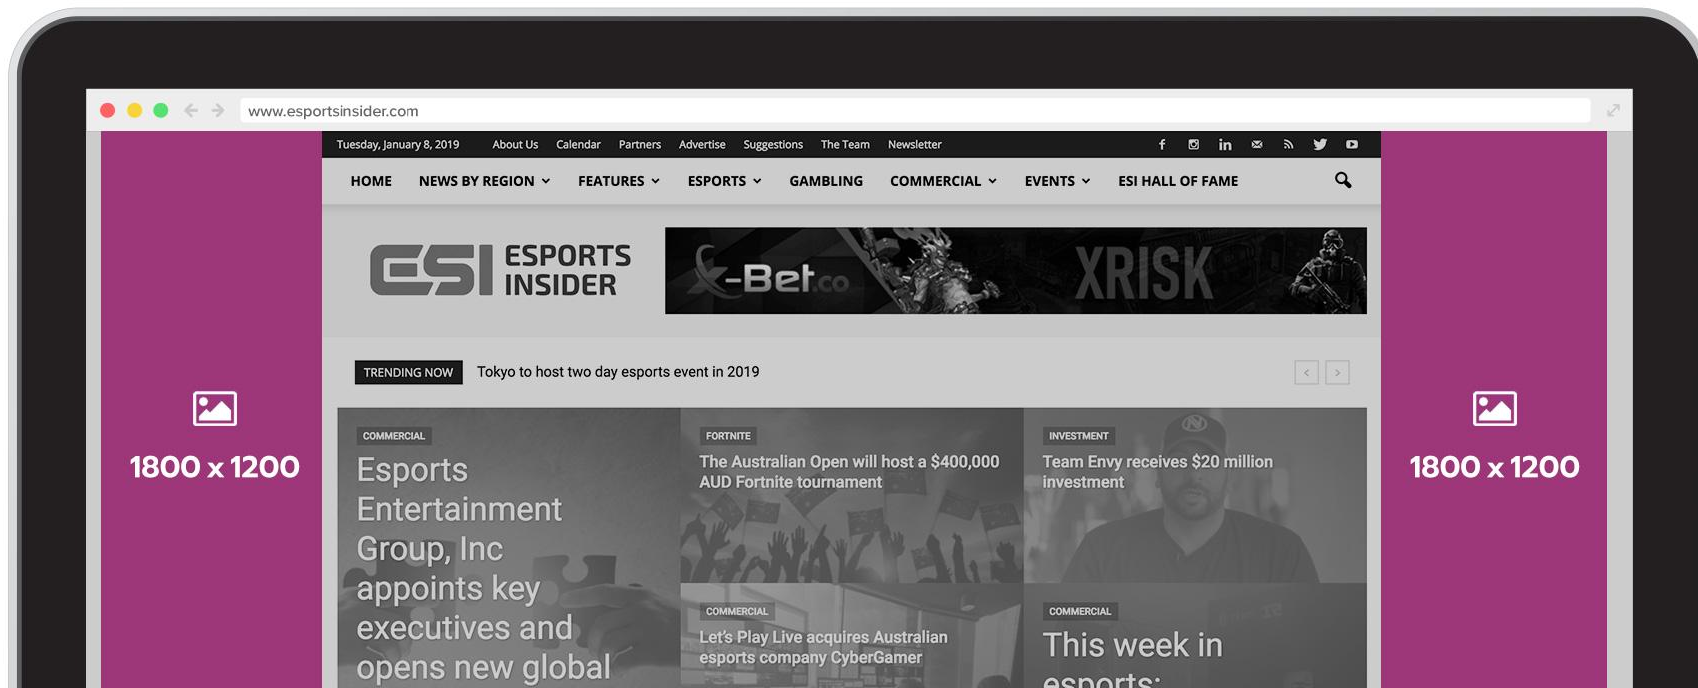 www.esportsinsider.com
Tuesday, January 8, 2019 About Us Calendar Partners Advertise Suggestions The Team Newsletter
HOME NEWS BY REGION FEATURES ESPORTS GAMBLING COMMERCIAL EVENTS ESI HALL OF FAME
ESI ESPORTS
INSIDER
X-Bet.co XRISK
TRENDING NOW Tokyo to host two day esports event in 2019
1800 x 1200
COMMERCIAL
Esports
Entertainment
Group, Inc
appoints key
executives and
opens new global
FORTNITE
The Australian Open will host a $400,000
AUD Fortnite tournament
INVESTMENT
Team Envy receives $20 million
investment
COMMERCIAL
Let's Play Live acquires Australian
esports company CyberGamer
COMMERCIAL
This week in
esports:
1800 x 1200